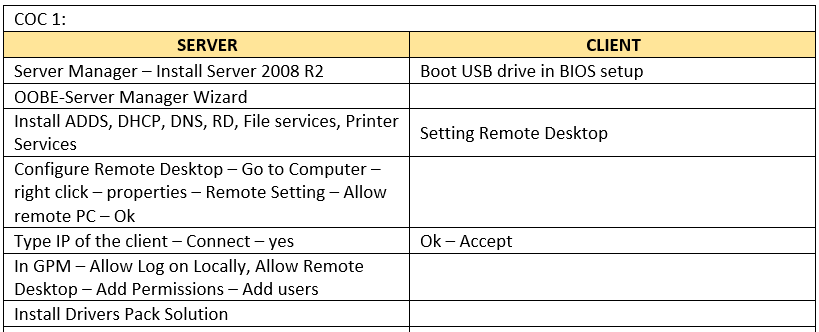 COC 1:
SERVER
CLIENT
Server Manager – Install Server 2008 R2
Boot USB drive in BIOS setup
OOBE-Server Manager Wizard
Install ADDS, DHCP, DNS, RD, File services, Printer
Services
Setting Remote Desktop
Configure Remote Desktop – Go to Computer –
right click – properties – Remote Setting – Allow
remote PC – Ok
Type IP of the client – Connect – yes
Ok – Accept
In GPM – Allow Log on Locally, Allow Remote
Desktop – Add Permissions – Add users
Install Drivers Pack Solution